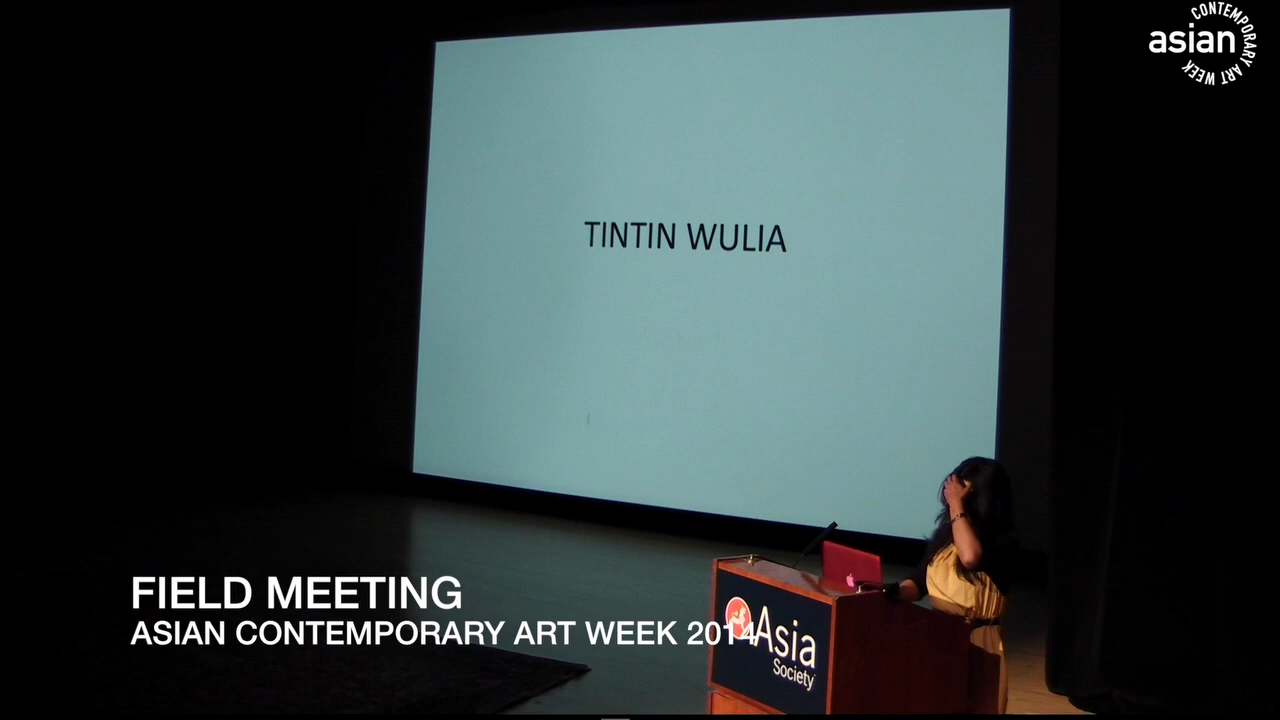 CONTEMPORARY
asian
ART WEEK
TINTIN WULIA
FIELD MEETING
ASIAN CONTEMPORARY ART WEEK 2014
Asia
Society